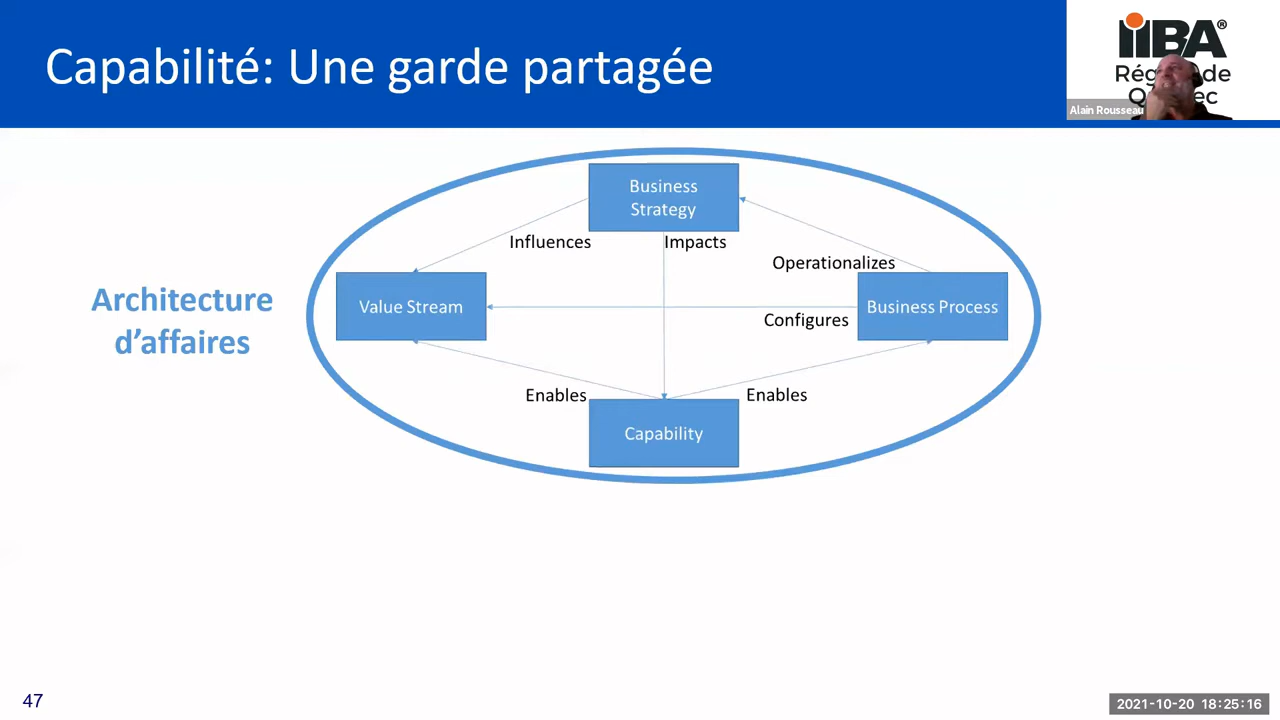 Capabilité: Une garde partagée
iiBA®
Alain Rousseau
Business
Strategy
Influences
Impacts
Operationalizes
Architecture
d’affaires
Value Stream
Business Process
Configures
Enables
Enables
Capability
47
2021-10-20 18:25:16